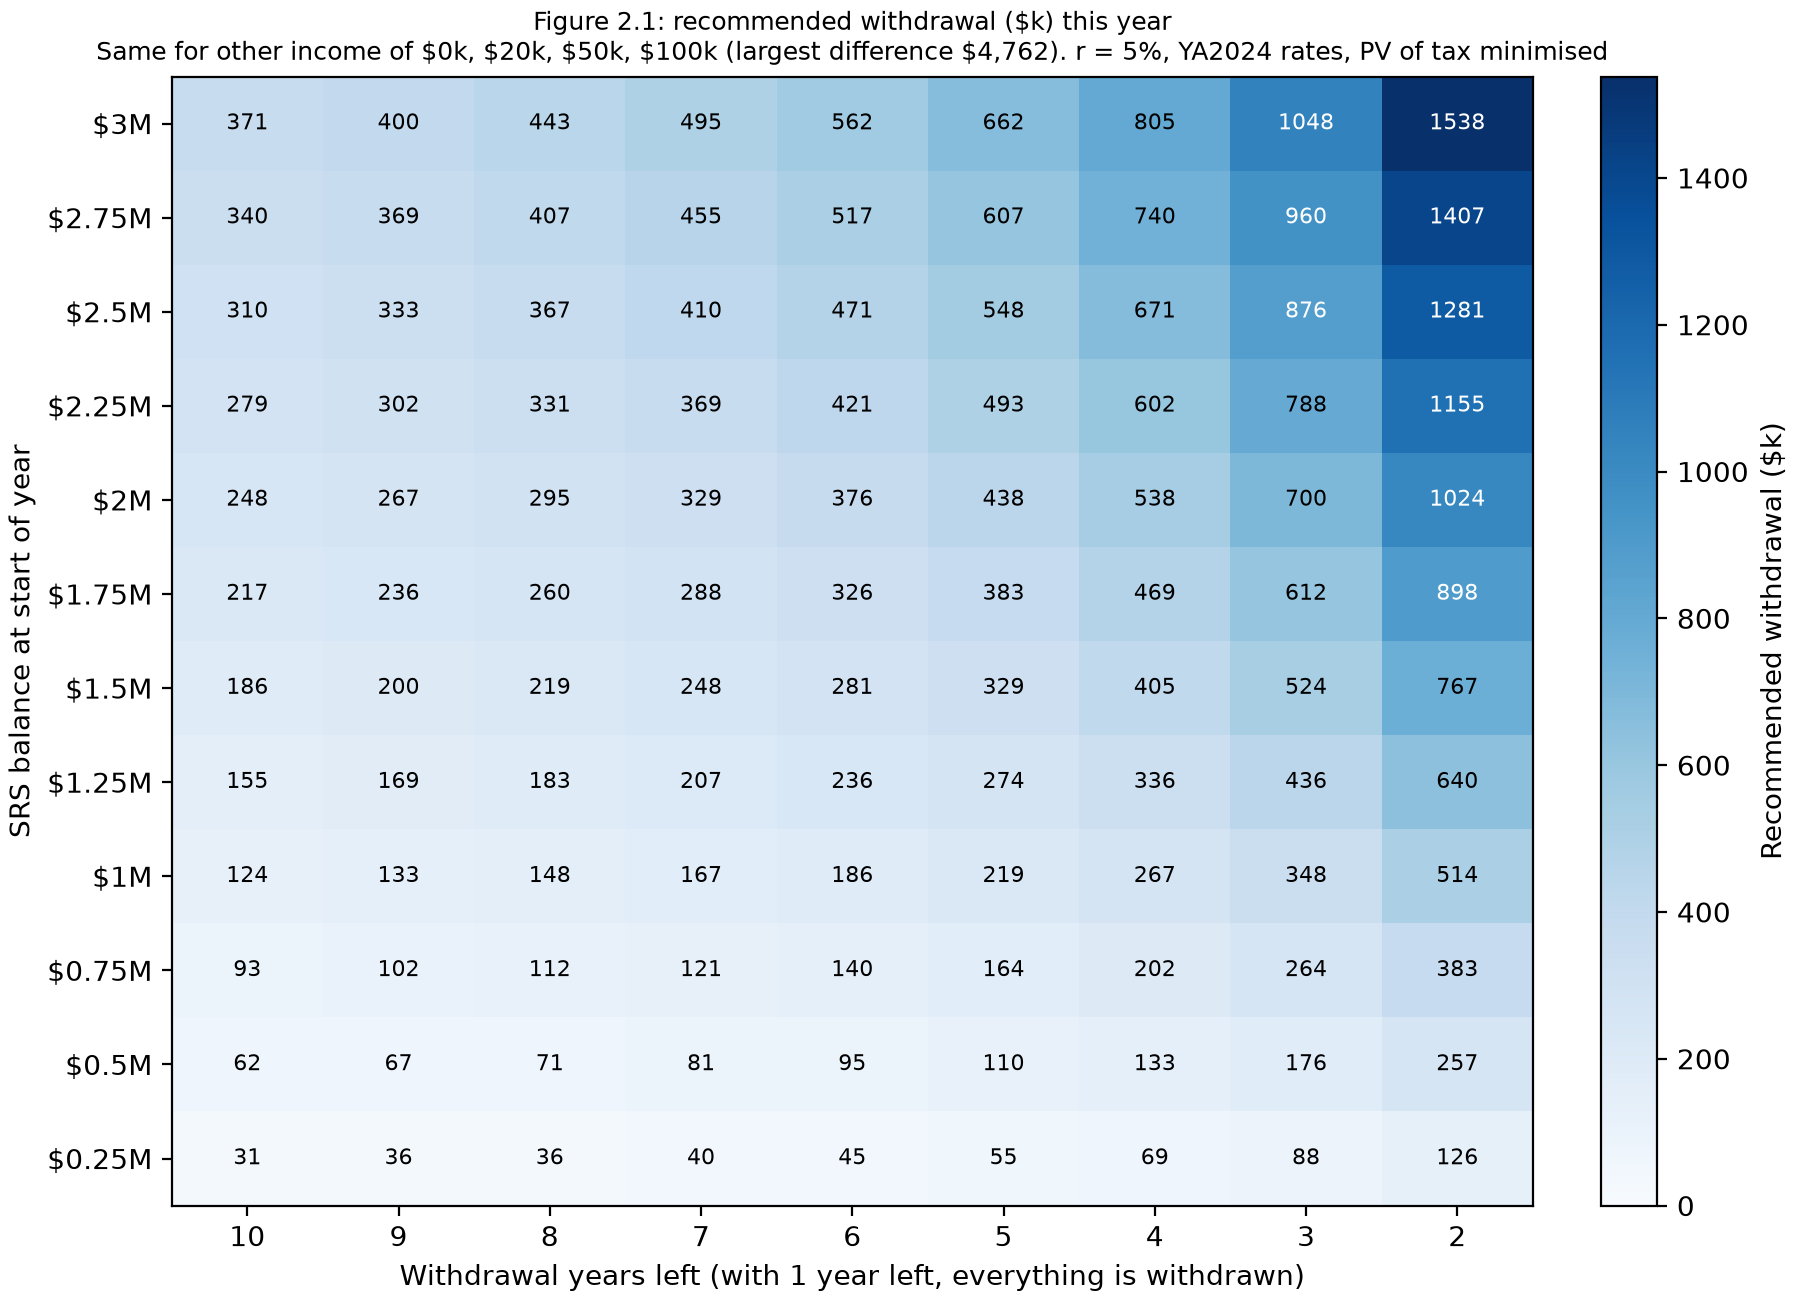 Figure 2.1: recommended withdrawal ($k) this year
Same for other income of $0k, $20k, $50k, $100k (largest difference $4,762). r = 5%, YA2024 rates, PV of tax minimised
$3M 371 400 443 495 562 662 805 1048 1538
$2.75M 340 369 407 455 517 607 740 960 1407
$2.5M 310 333 367 410 471 548 671 876 1281
$2.25M 279 302 331 369 421 493 602 788 1155
$2M 248 267 295 329 376 438 538 700 1024
$1.75M 217 236 260 288 326 383 469 612 898
$1.5M 186 200 219 248 281 329 405 524 767
$1.25M 155 169 183 207 236 274 336 436 640
$1M 124 133 148 167 186 219 267 348 514
$0.75M 93 102 112 121 140 164 202 264 383
$0.5M 62 67 71 81 95 110 133 176 257
$0.25M 31 36 36 40 45 55 69 88 126
10 9 8 7 6 5 4 3 2
Withdrawal years left (with 1 year left, everything is withdrawn)
SRS balance at start of year
1400
1200
1000
800
600
400
200
0
Recommended withdrawal ($k)